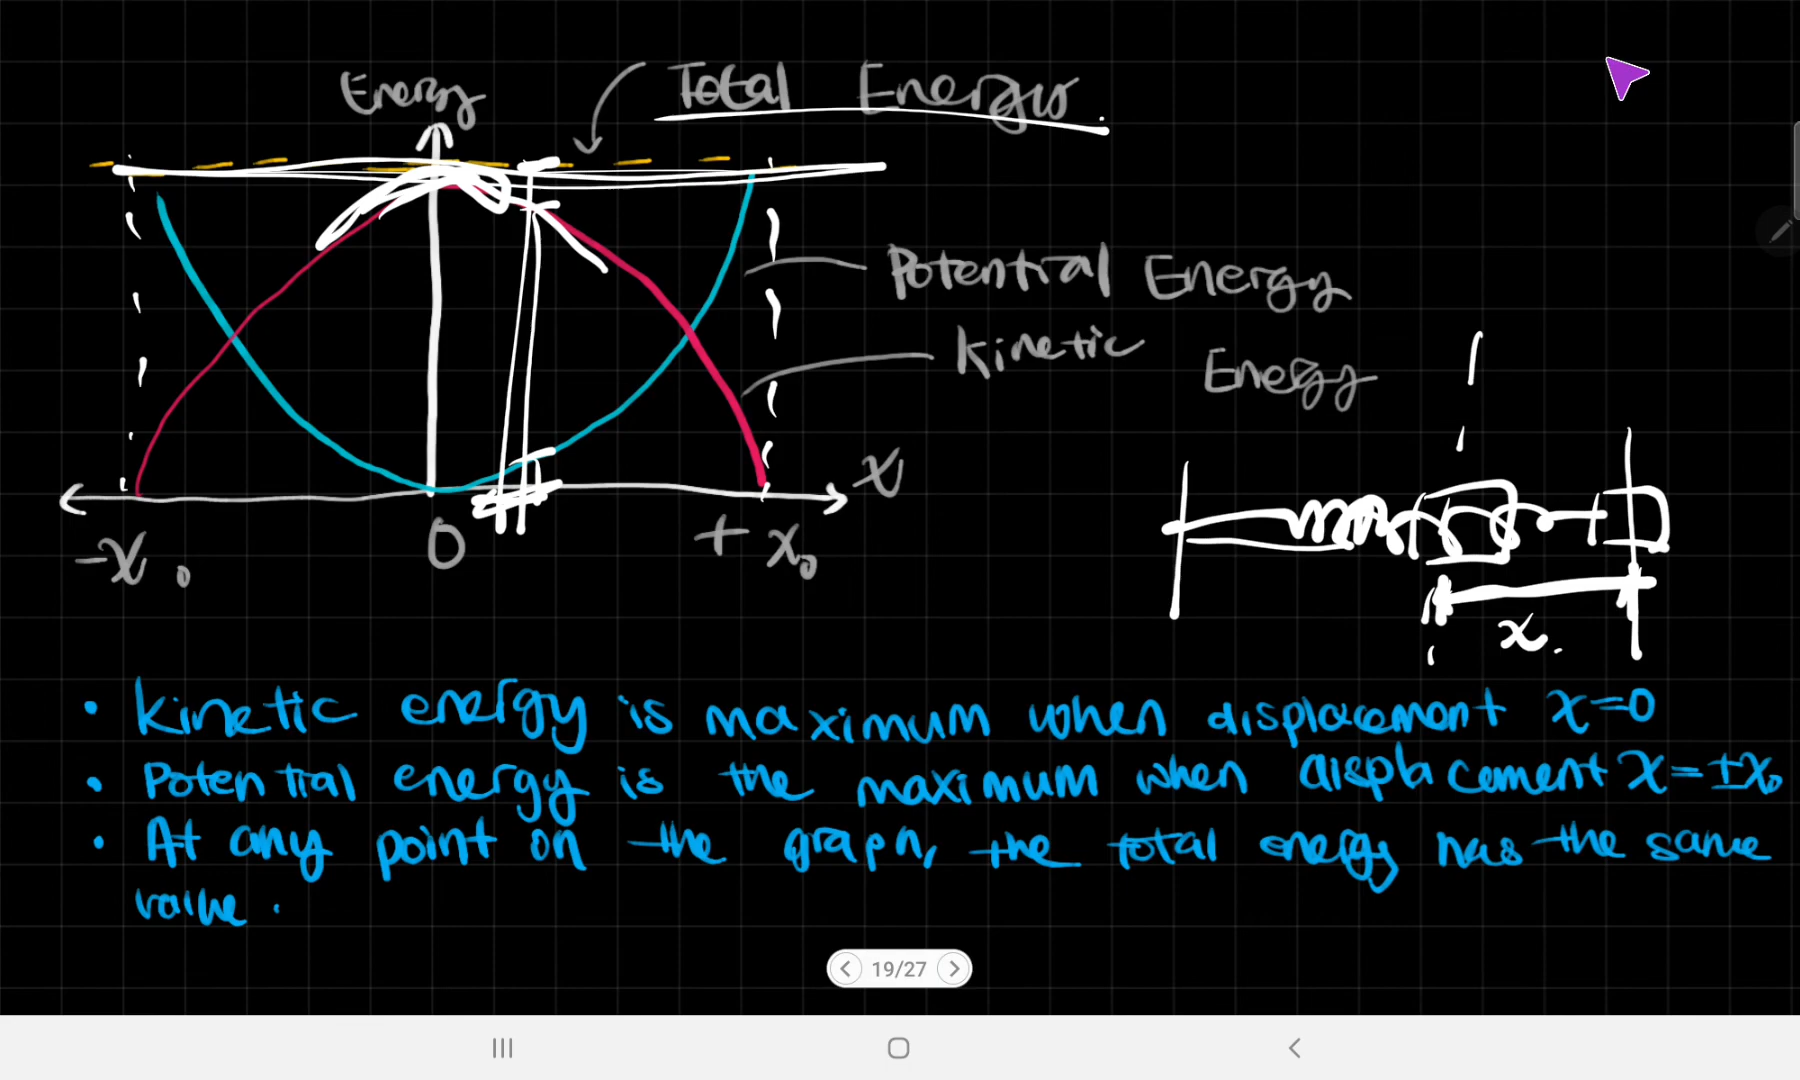 Energy
Total Energy
Potential Energy
Kinetic Energy
x
-x₀
0
+x₀
x.
• Kinetic energy is maximum when displacement x=0
• Potential energy is the maximum when displacement x=±x₀
• At any point on the graph, the total energy has the same
value.
19/27